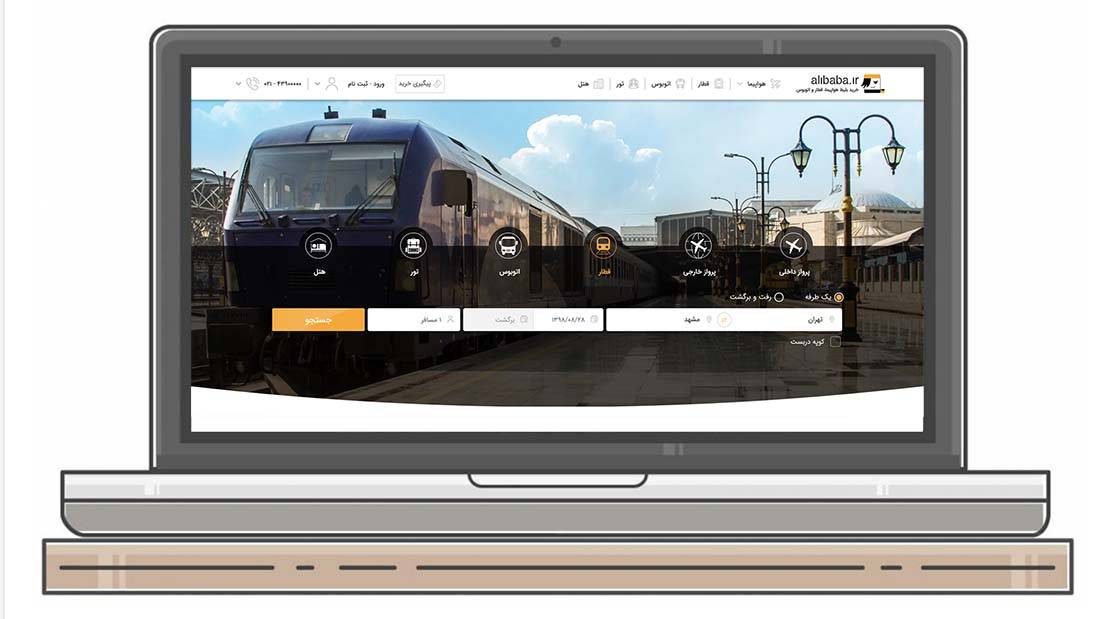 alibaba.ir
خرید بلیط هواپیما، قطار و اتوبوس
هواپیما
قطار
اتوبوس
تور
هتل
پیگیری خرید
ورود - ثبت نام
۰۲۱ - ۴۳۹۰۰۰۰۰
پرواز داخلی
پرواز خارجی
قطار
اتوبوس
تور
هتل
یک طرفه
رفت و برگشت
تهران
مشهد
۱۳۹۸/۰۸/۲۸
برگشت
۱ مسافر
جستجو
کوپه دربست